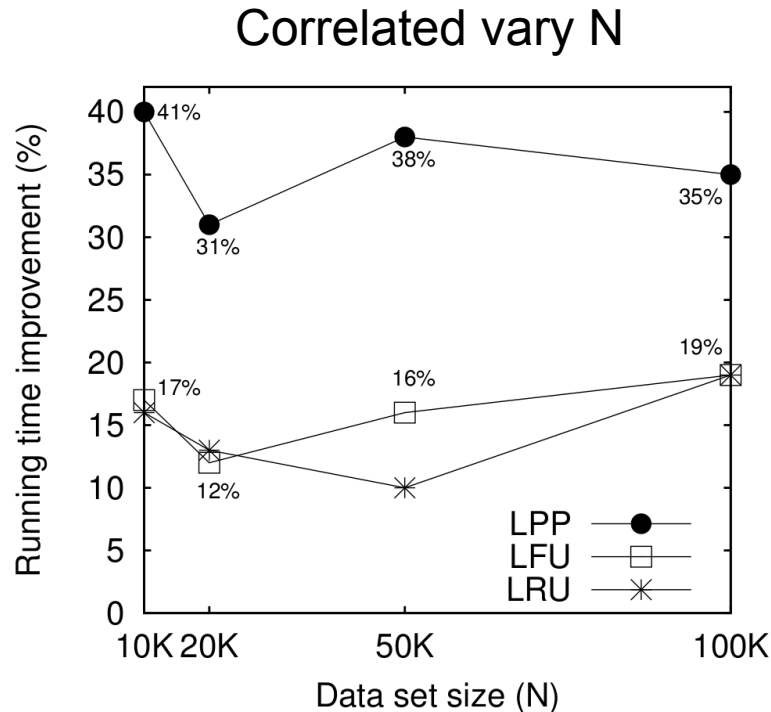 Correlated vary N
Running time improvement (%)
40
35
30
25
20
15
10
5
0
41%
31%
38%
35%
17%
12%
16%
19%
LPP
LFU
LRU
10K 20K 50K 100K
Data set size (N)